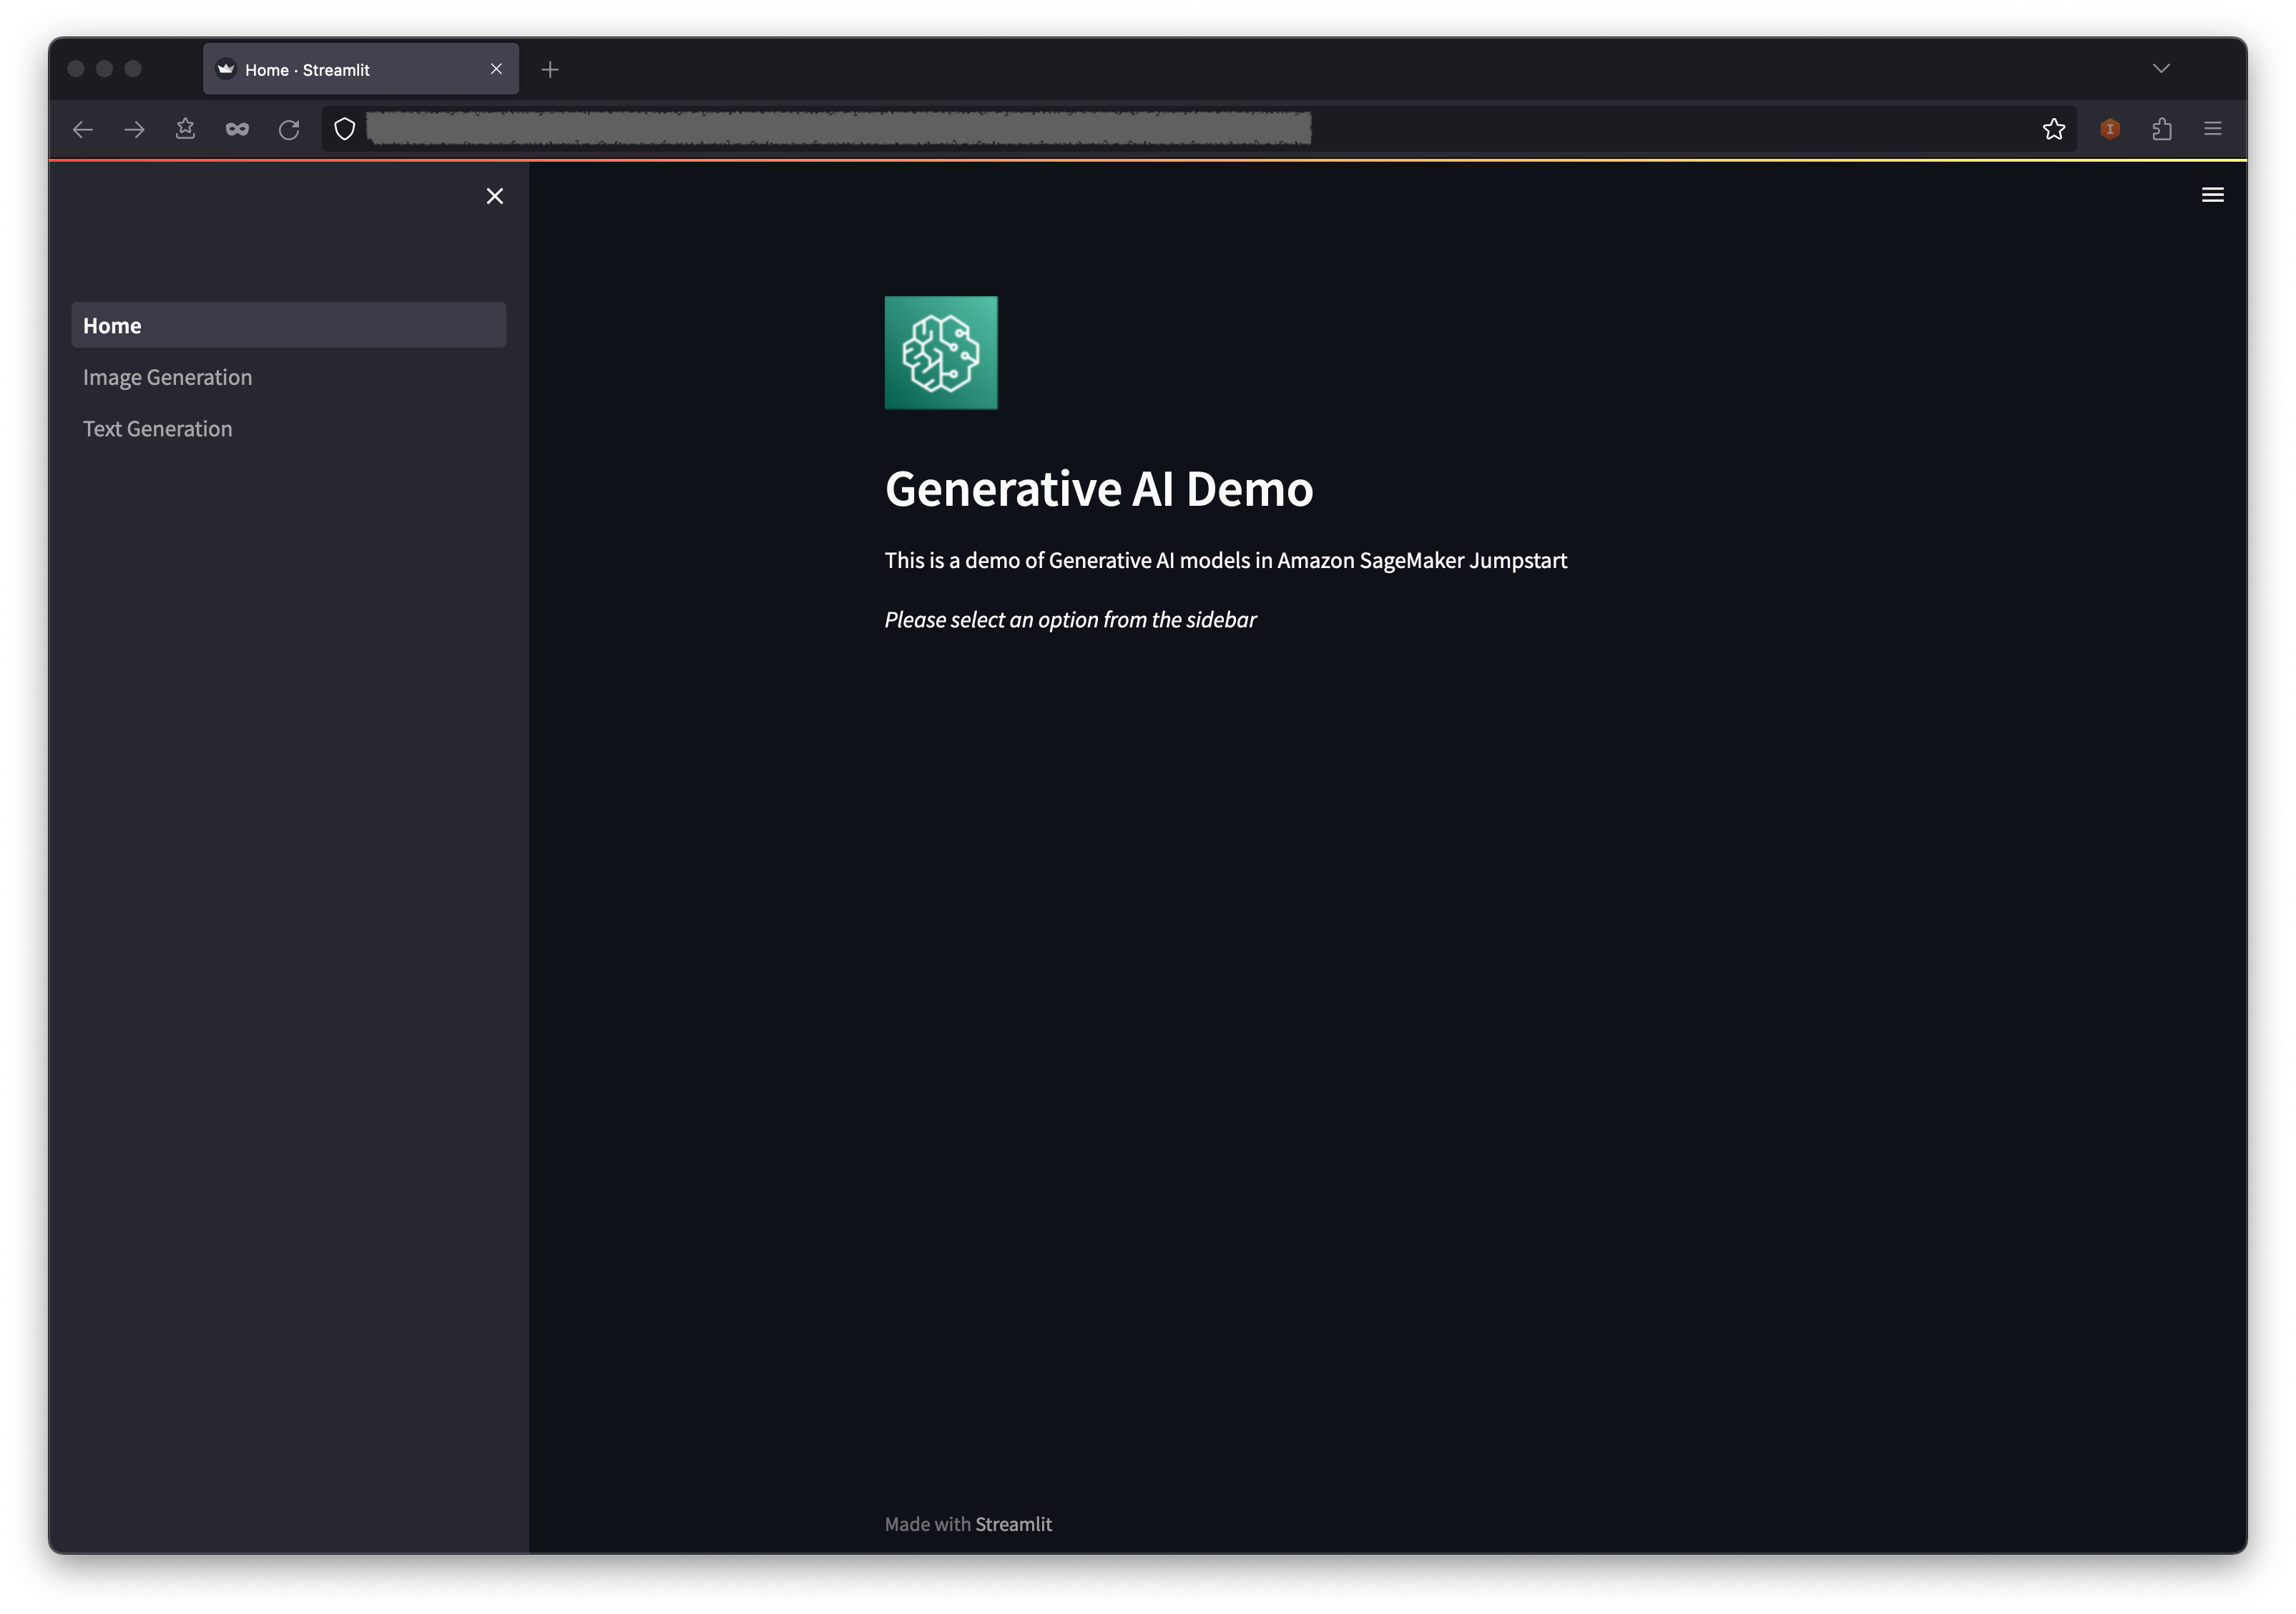 Home · Streamlit
Home
Image Generation
Text Generation
Generative AI Demo
This is a demo of Generative AI models in Amazon SageMaker Jumpstart
Please select an option from the sidebar
Made with Streamlit